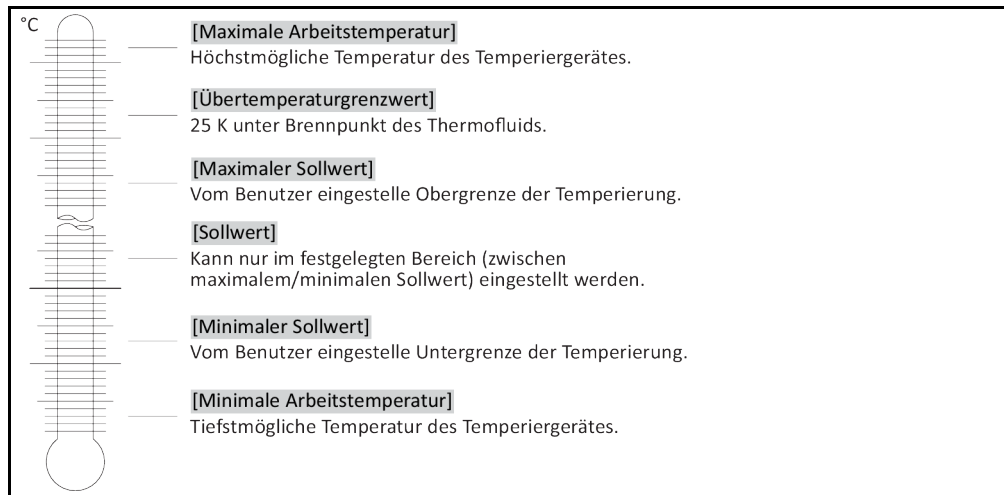 °C
[Maximale Arbeitstemperatur]
Höchstmögliche Temperatur des Temperiergerätes.
[Übertemperaturgrenzwert]
25 K unter Brennpunkt des Thermofluids.
[Maximaler Sollwert]
Vom Benutzer eingestelle Obergrenze der Temperierung.
[Sollwert]
Kann nur im festgelegten Bereich (zwischen
maximalem/minimalen Sollwert) eingestellt werden.
[Minimaler Sollwert]
Vom Benutzer eingestelle Untergrenze der Temperierung.
[Minimale Arbeitstemperatur]
Tiefstmögliche Temperatur des Temperiergerätes.